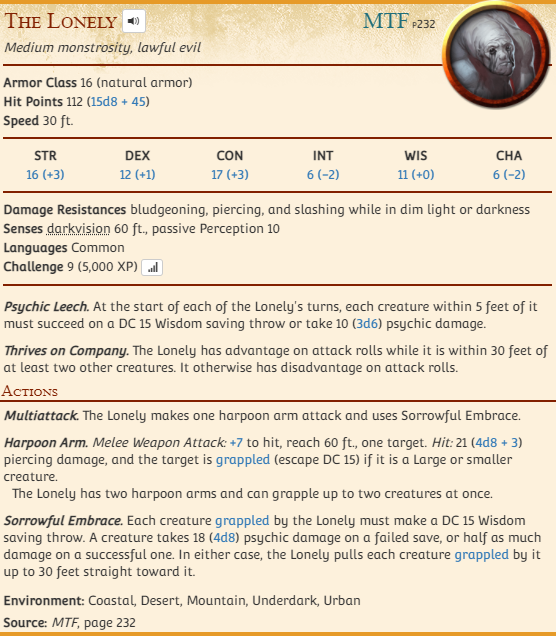 The Lonely
MTF P232
Medium monstrosity, lawful evil
Armor Class 16 (natural armor)
Hit Points 112 (15d8 + 45)
Speed 30 ft.
STR DEX CON INT WIS CHA
16 (+3) 12 (+1) 17 (+3) 6 (−2) 11 (+0) 6 (−2)
Damage Resistances bludgeoning, piercing, and slashing while in dim light or darkness
Senses darkvision 60 ft., passive Perception 10
Languages Common
Challenge 9 (5,000 XP)
Psychic Leech. At the start of each of the Lonely's turns, each creature within 5 feet of it
must succeed on a DC 15 Wisdom saving throw or take 10 (3d6) psychic damage.
Thrives on Company. The Lonely has advantage on attack rolls while it is within 30 feet of
at least two other creatures. It otherwise has disadvantage on attack rolls.
Actions
Multiattack. The Lonely makes one harpoon arm attack and uses Sorrowful Embrace.
Harpoon Arm. Melee Weapon Attack: +7 to hit, reach 60 ft., one target. Hit: 21 (4d8 + 3)
piercing damage, and the target is grappled (escape DC 15) if it is a Large or smaller
creature.
The Lonely has two harpoon arms and can grapple up to two creatures at once.
Sorrowful Embrace. Each creature grappled by the Lonely must make a DC 15 Wisdom
saving throw. A creature takes 18 (4d8) psychic damage on a failed save, or half as much
damage on a successful one. In either case, the Lonely pulls each creature grappled by it
up to 30 feet straight toward it.
Environment: Coastal, Desert, Mountain, Underdark, Urban
Source: MTF, page 232